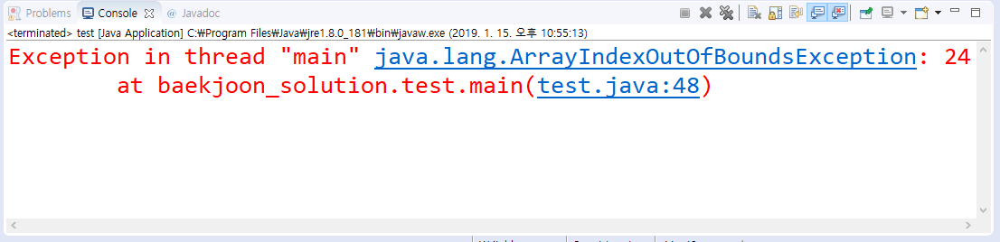 Problems Console Javadoc
<terminated> test [Java Application] C:₩Program Files₩Java₩jre1.8.0_181₩bin₩javaw.exe (2019. 1. 15. 오후 10:55:13)
Exception in thread "main" java.lang.ArrayIndexOutOfBoundsException: 24
at baekjoon_solution.test.main(test.java:48)